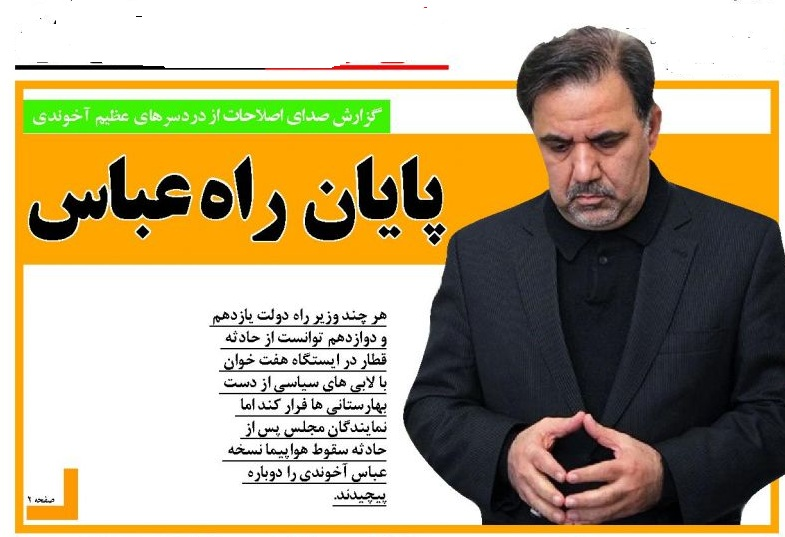 گزارش صدای اصلاحات از دردسرهای عظیم آخوندی
پایان راه عباس
هر چند وزیر راه دولت یازدهم
و دوازدهم توانست از حادثه
قطار در ایستگاه هفت خوان
با لابی های سیاسی از دست
بهارستانی ها فرار کند اما
نمایندگان مجلس پس از
حادثه سقوط هواپیما نسخه
عباس آخوندی را دوباره
پیچیدند.
صفحه ۲